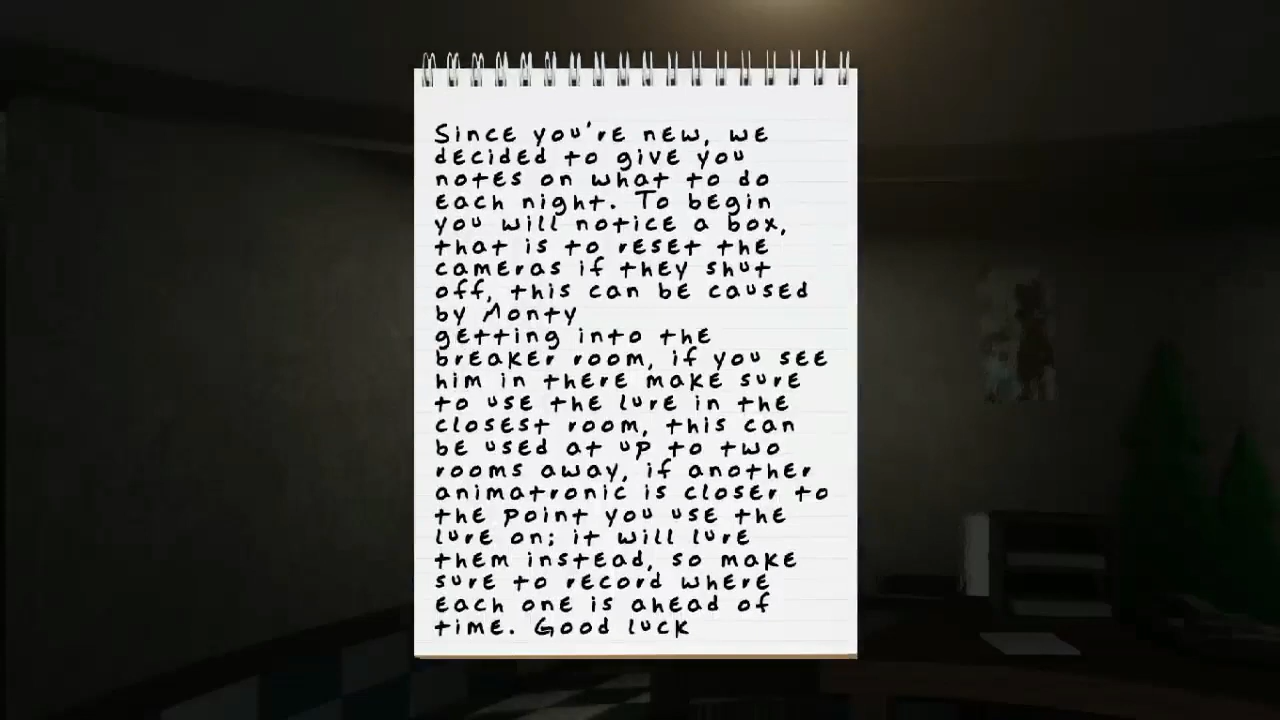 Since you're new, we
decided to give you
notes on what to do
each night. To begin
you will notice a box,
that is to reset the
cameras if they shut
off, this can be caused
by Monty
getting into the
breaker room, if you see
him in there make sure
to use the lure in the
closest room, this can
be used at up to two
rooms away, if another
animatronic is closer to
the point you use the
lure on; it will lure
them instead, so make
sure to record where
each one is ahead of
time. Good luck